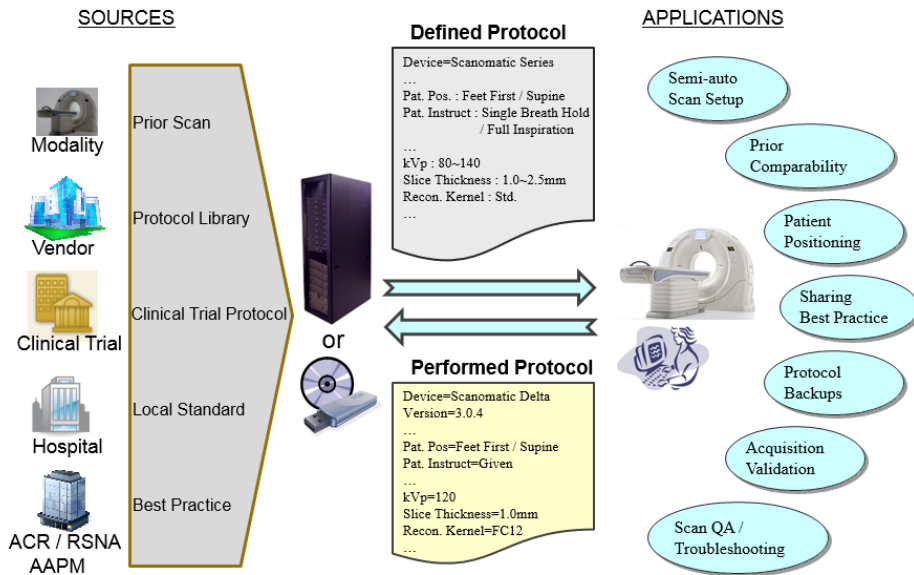 SOURCES
Modality
Vendor
Clinical Trial
Hospital
ACR / RSNA
AAPM
Prior Scan
Protocol Library
Clinical Trial Protocol
Local Standard
Best Practice
or
Defined Protocol
Device=Scanomatic Series
…
Pat. Pos. : Feet First / Supine
Pat. Instruct : Single Breath Hold
/ Full Inspiration
…
kVp : 80~140
Slice Thickness : 1.0~2.5mm
Recon. Kernel : Std.
…
Performed Protocol
Device=Scanomatic Delta
Version=3.0.4
…
Pat. Pos=Feet First / Supine
Pat. Instruct=Given
…
kVp=120
Slice Thickness=1.0mm
Recon. Kernel=FC12
…
APPLICATIONS
Semi-auto
Scan Setup
Prior
Comparability
Patient
Positioning
Sharing
Best Practice
Protocol
Backups
Acquisition
Validation
Scan QA /
Troubleshooting